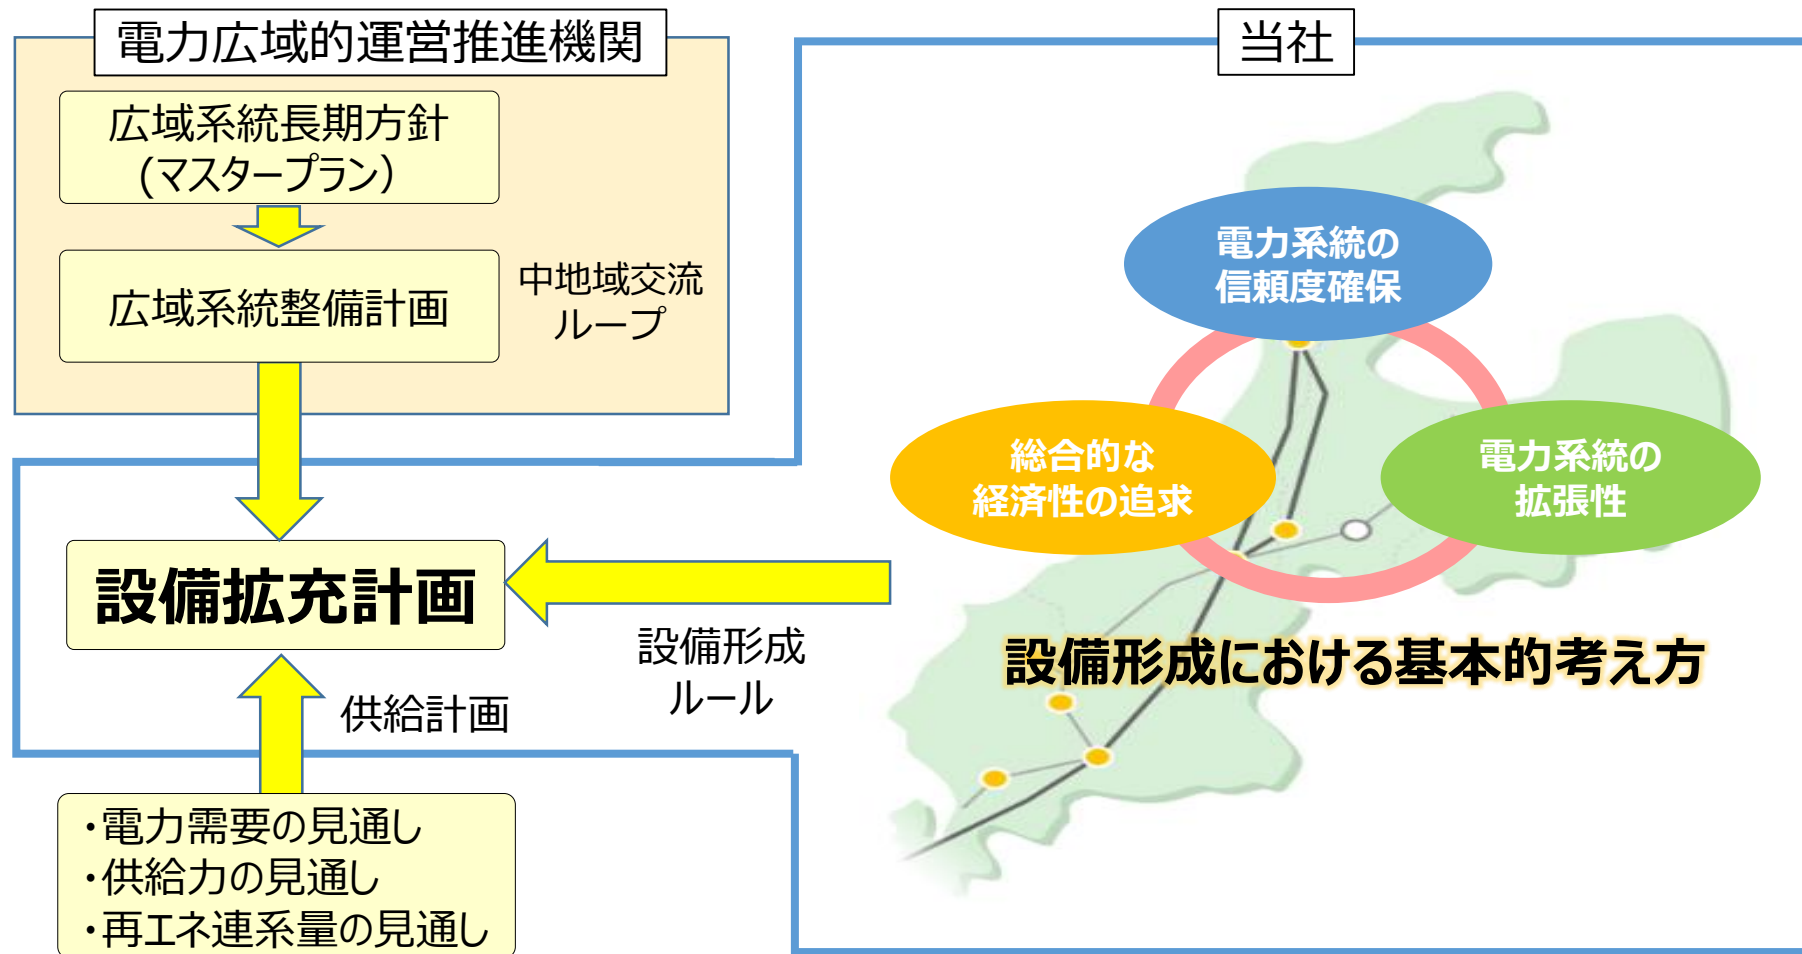 電力広域的運営推進機関
広域系統長期方針
(マスタープラン)
広域系統整備計画
中地域交流
ループ
設備拡充計画
供給計画
・電力需要の見通し
・供給力の見通し
・再エネ連系量の見通し
設備形成
ルール
当社
電力系統の
信頼度確保
総合的な
経済性の追求
電力系統の
拡張性
設備形成における基本的考え方